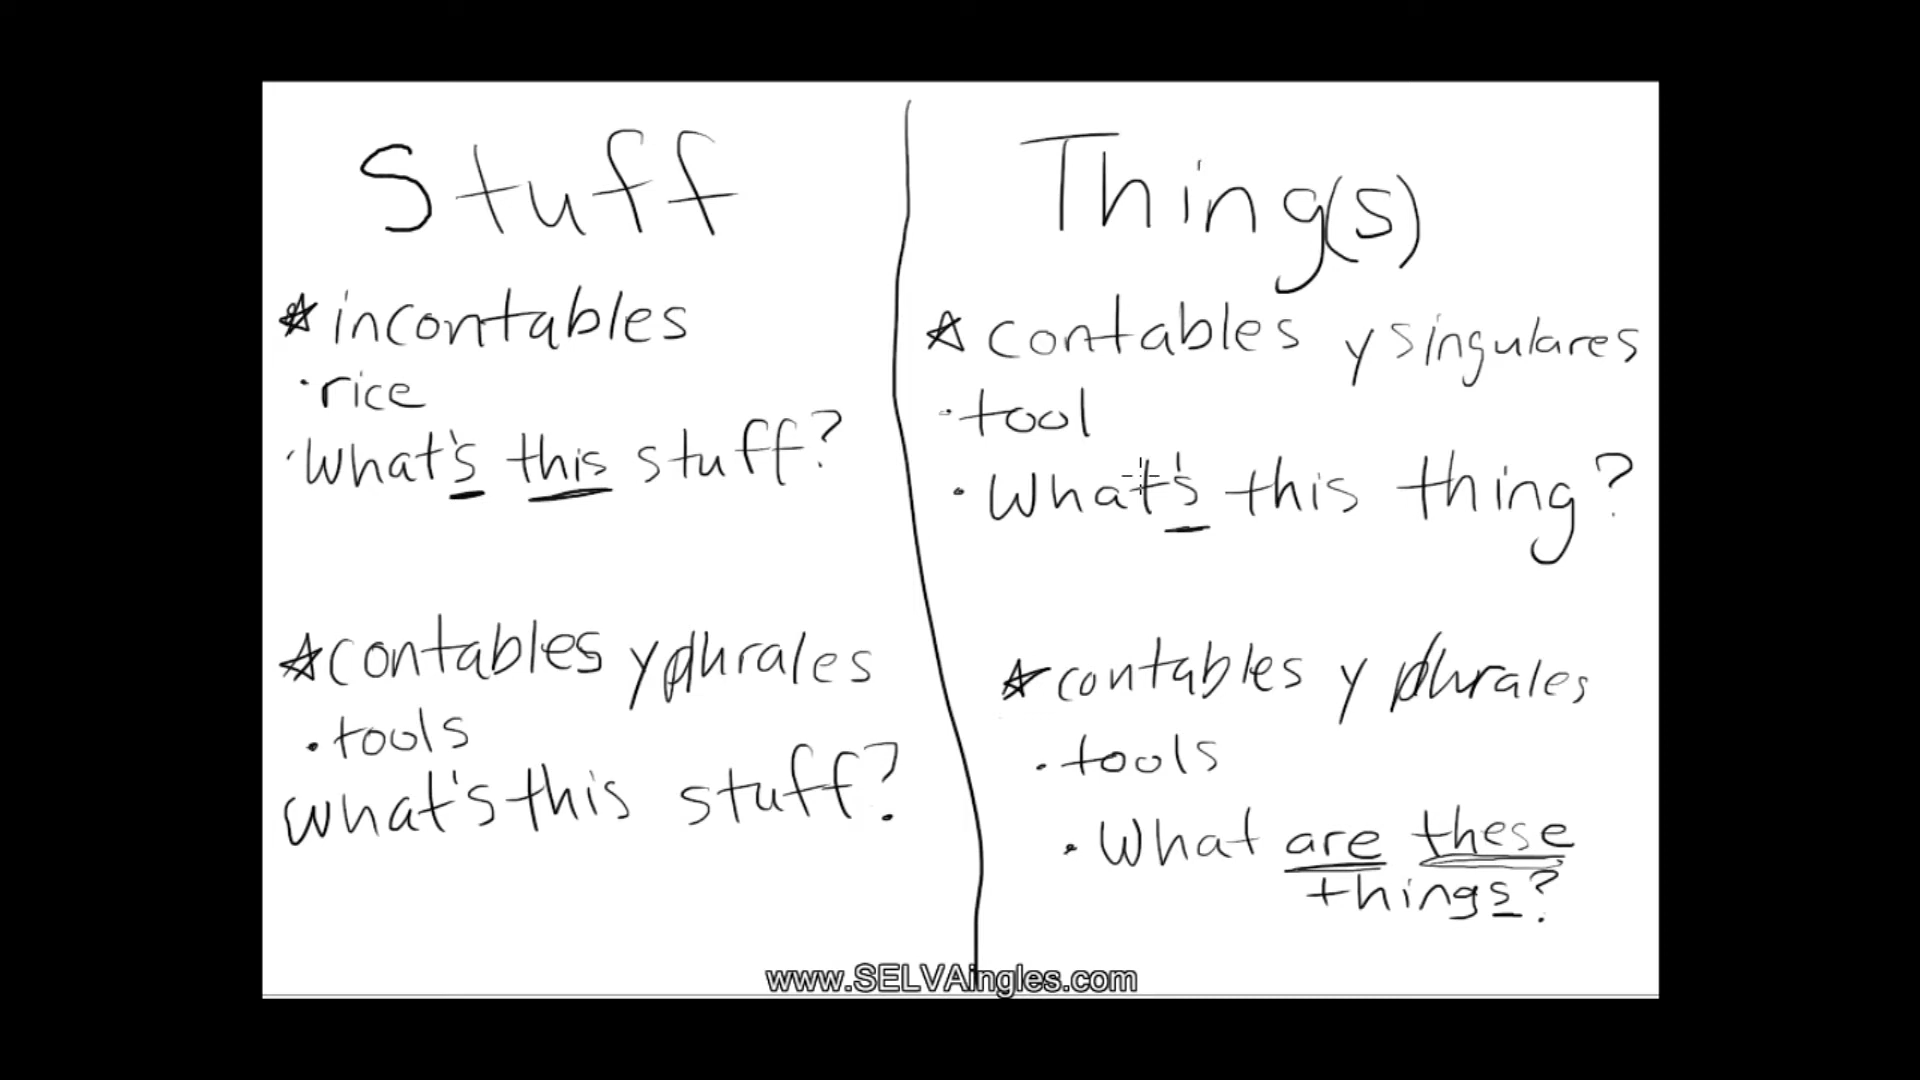 Stuff
* incontables
· rice
· What's this stuff?
* contables y plurales
· tools
What's this stuff?
Thing(s)
* contables y singulares
· tool
· What's this thing?
* contables y plurales
· tools
· What are these
things?
www.SELVAingles.com